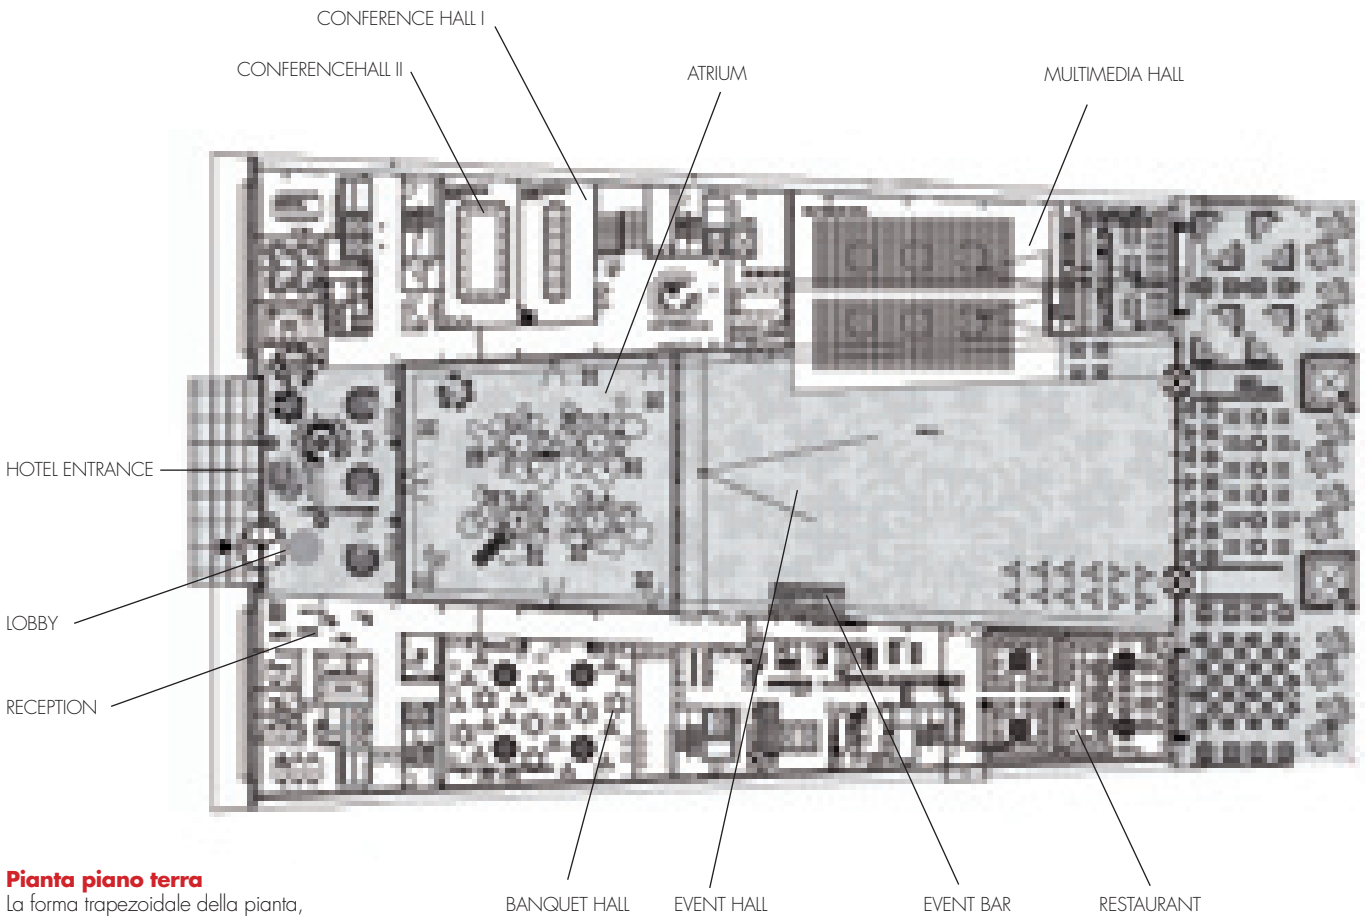 CONFERENCE HALL I
CONFERENCEHALL II
ATRIUM
MULTIMEDIA HALL
HOTEL ENTRANCE
LOBBY
RECEPTION
BANQUET HALL
EVENT HALL
EVENT BAR
RESTAURANT
Pianta piano terra
La forma trapezoidale della pianta,